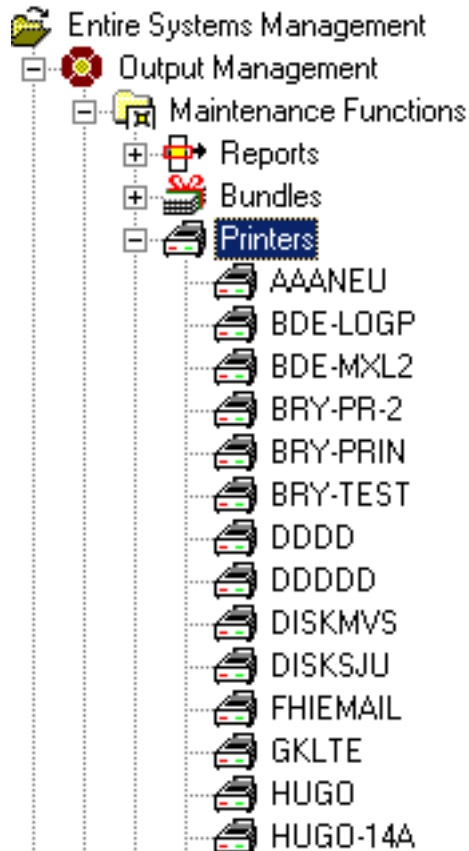 Entire Systems Management
Output Management
Maintenance Functions
Reports
Bundles
Printers
AAANEU
BDE-LOGP
BDE-MXL2
BRY-PR-2
BRY-PRIN
BRY-TEST
DDDD
DDDDD
DISKMVS
DISKSJU
FHIEMAIL
GKLTE
HUGO
HUGO-14A